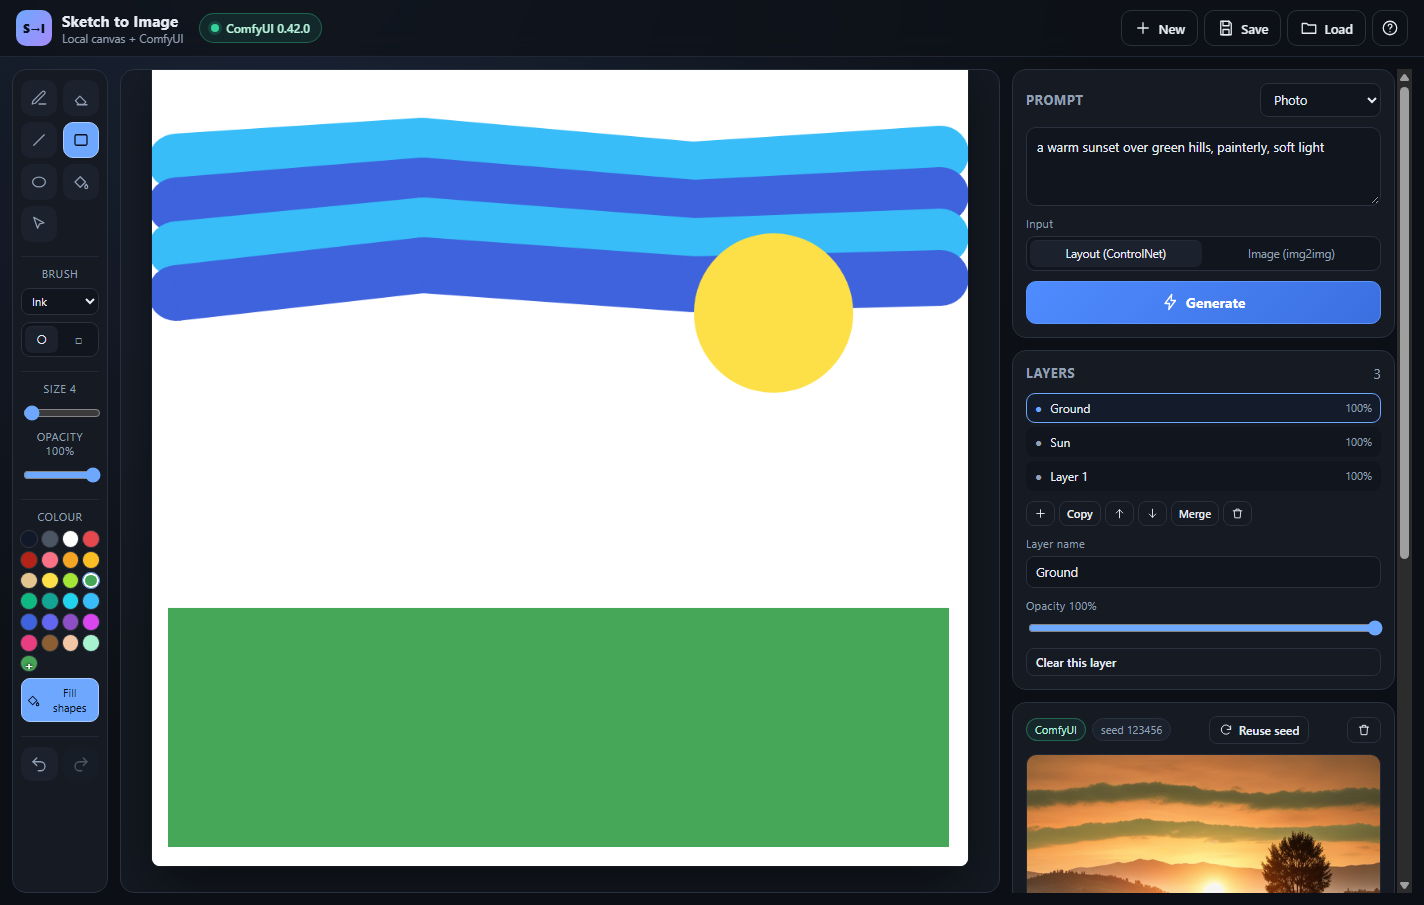 S→I
Sketch to Image
Local canvas + ComfyUI
ComfyUI 0.42.0
New
Save
Load
BRUSH
Ink
SIZE 4
OPACITY
100%
COLOUR
+
Fill
shapes
PROMPT
Photo
a warm sunset over green hills, painterly, soft light
Input
Layout (ControlNet)
Image (img2img)
Generate
LAYERS
3
Ground
100%
Sun
100%
Layer 1
100%
+
Copy
↑
↓
Merge
Layer name
Ground
Opacity 100%
Clear this layer
ComfyUI
seed 123456
Reuse seed